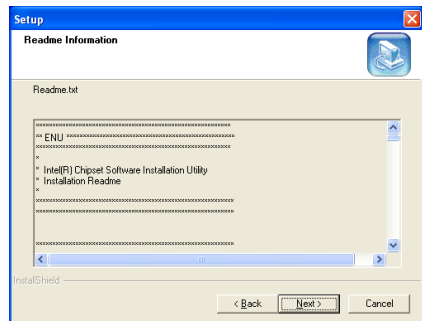 Setup
Readme Information
Readme.txt
** ENU
*
* Intel(R) Chipset Software Installation Utility
* Installation Readme
*
InstallShield
< Back
Next >
Cancel